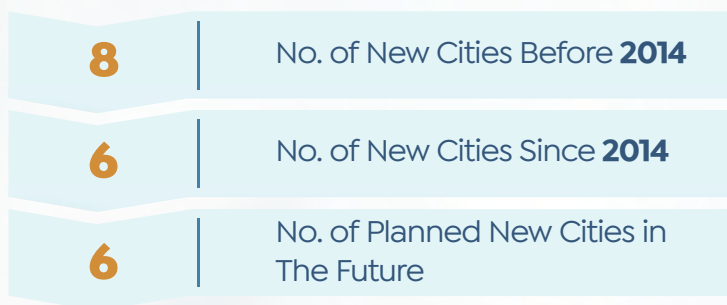 8
No. of New Cities Before 2014
6
No. of New Cities Since 2014
6
No. of Planned New Cities in
The Future